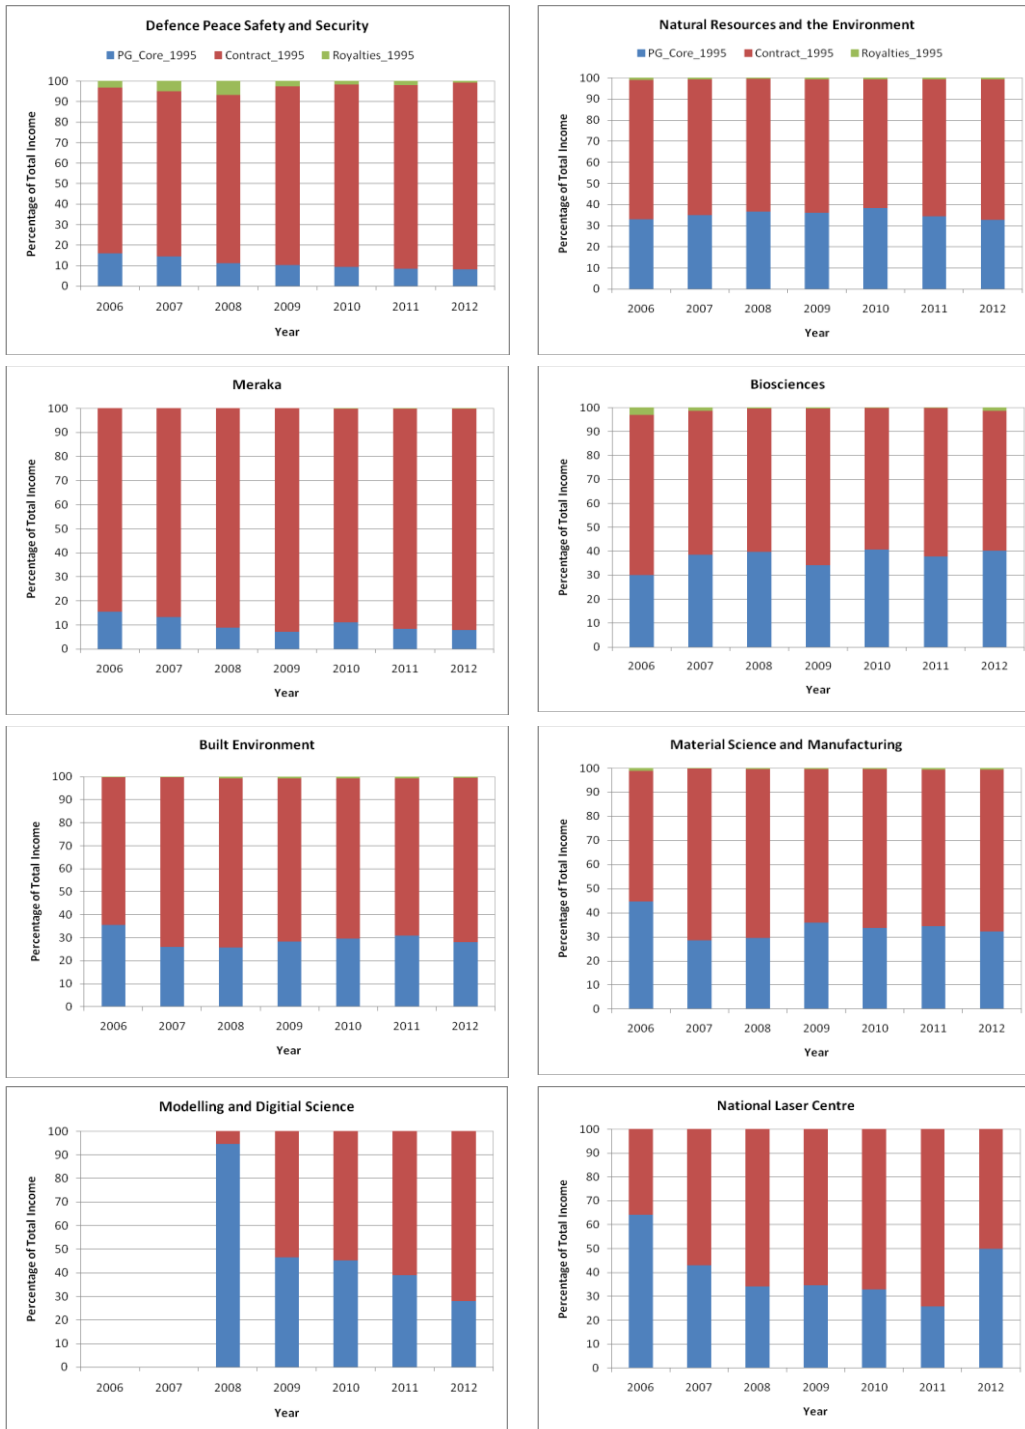 Defence Peace Safety and Security
PG_Core_1995 Contract_1995 Royalties_1995
Percentage of Total Income
100
90
80
70
60
50
40
30
20
10
0
2006 2007 2008 2009 2010 2011 2012
Year
Natural Resources and the Environment
PG_Core_1995 Contract_1995 Royalties_1995
Percentage of Total Income
100
90
80
70
60
50
40
30
20
10
0
2006 2007 2008 2009 2010 2011 2012
Year
Meraka
Percentage of Total Income
100
90
80
70
60
50
40
30
20
10
0
2006 2007 2008 2009 2010 2011 2012
Year
Biosciences
Percentage of Total Income
100
90
80
70
60
50
40
30
20
10
0
2006 2007 2008 2009 2010 2011 2012
Year
Built Environment
Percentage of Total Income
100
90
80
70
60
50
40
30
20
10
0
2006 2007 2008 2009 2010 2011 2012
Year
Material Science and Manufacturing
Percentage of Total Income
100
90
80
70
60
50
40
30
20
10
0
2006 2007 2008 2009 2010 2011 2012
Year
Modelling and Digitial Science
Percentage of Total Income
100
90
80
70
60
50
40
30
20
10
0
2006 2007 2008 2009 2010 2011 2012
Year
National Laser Centre
Percentage of Total Income
100
90
80
70
60
50
40
30
20
10
0
2006 2007 2008 2009 2010 2011 2012
Year